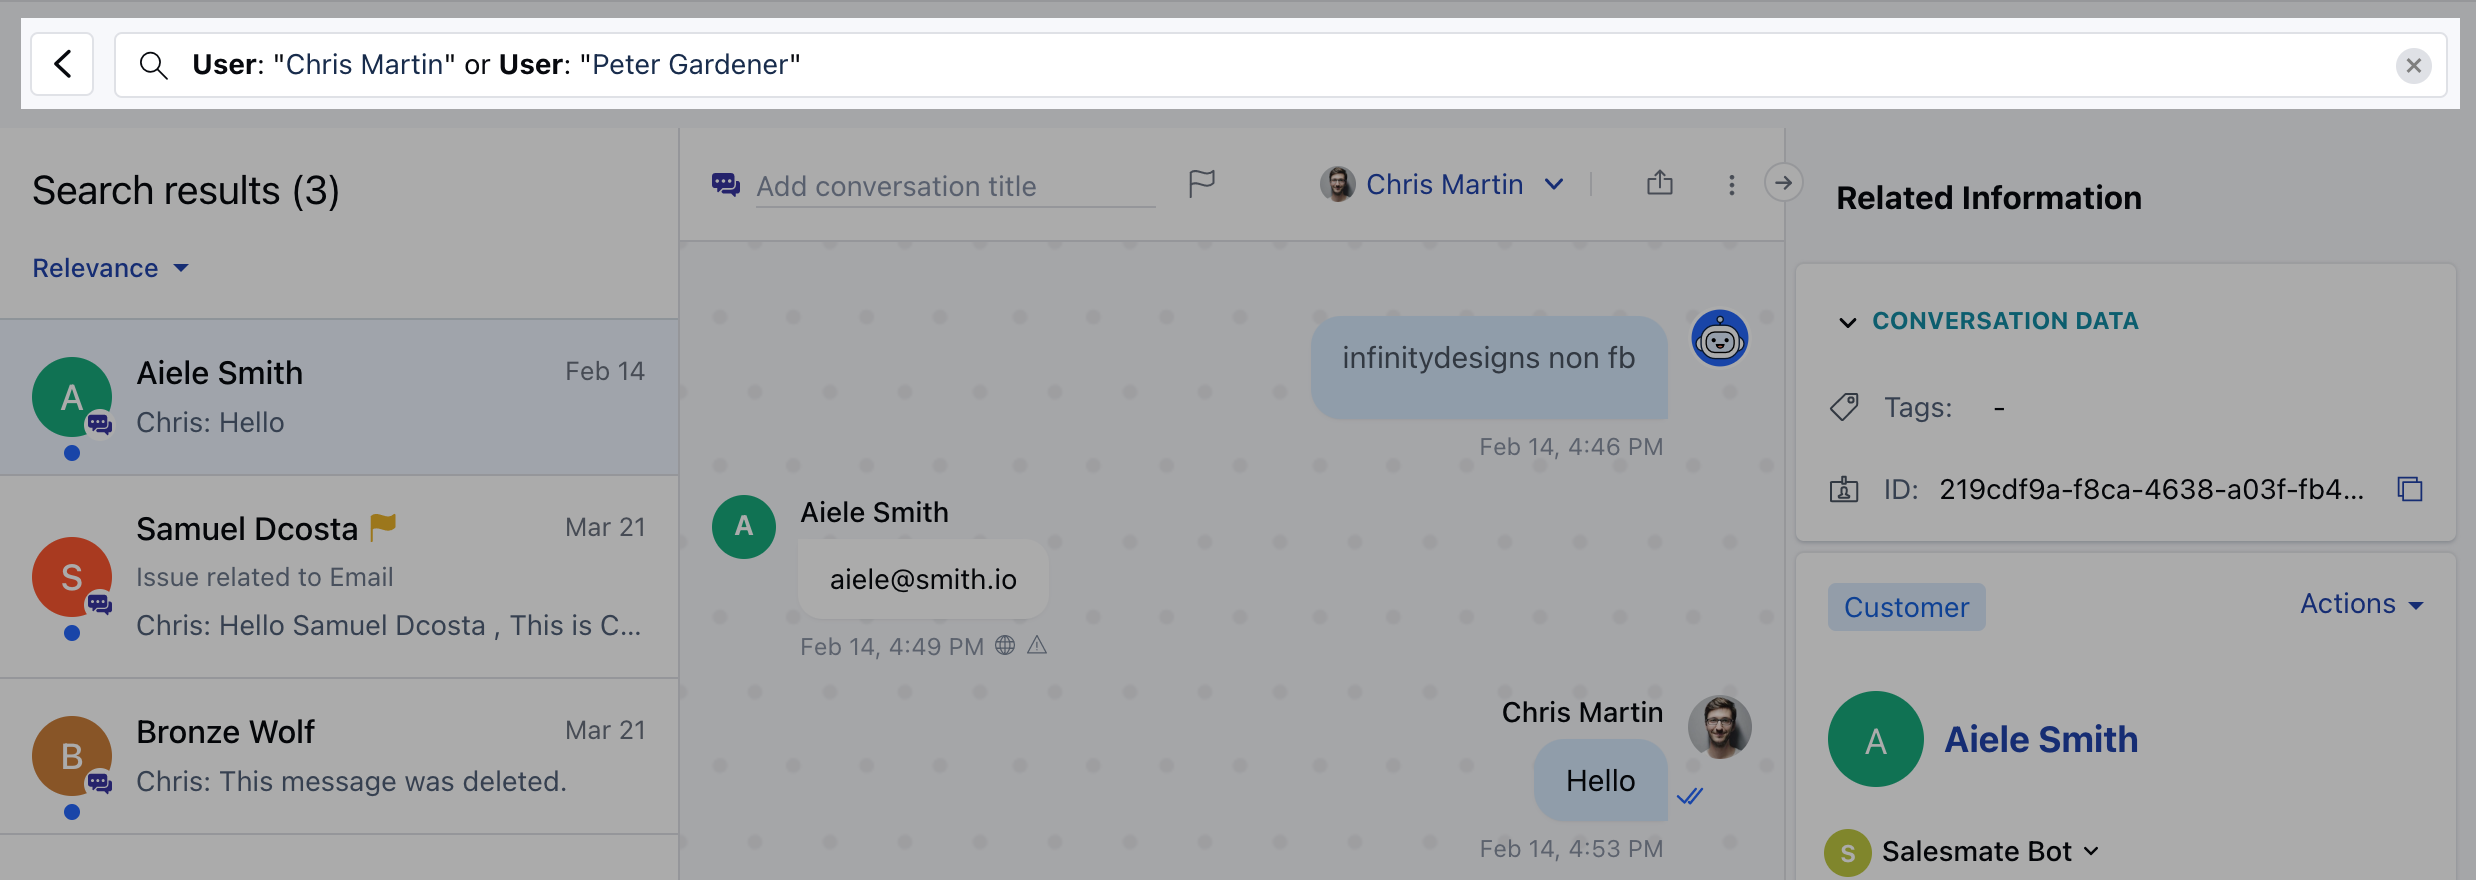 User: "Chris Martin" or User: "Peter Gardener"
Search results (3)
Relevance
A
Aiele Smith
Feb 14
Chris: Hello
S
Samuel Dcosta
Mar 21
Issue related to Email
Chris: Hello Samuel Dcosta , This is C...
B
Bronze Wolf
Mar 21
Chris: This message was deleted.
Add conversation title
Chris Martin
infinitydesigns non fb
Feb 14, 4:46 PM
A
Aiele Smith
aiele@smith.io
Feb 14, 4:49 PM
Chris Martin
Hello
Feb 14, 4:53 PM
Related Information
CONVERSATION DATA
Tags: -
ID: 219cdf9a-f8ca-4638-a03f-fb4...
Customer
Actions
A
Aiele Smith
S
Salesmate Bot